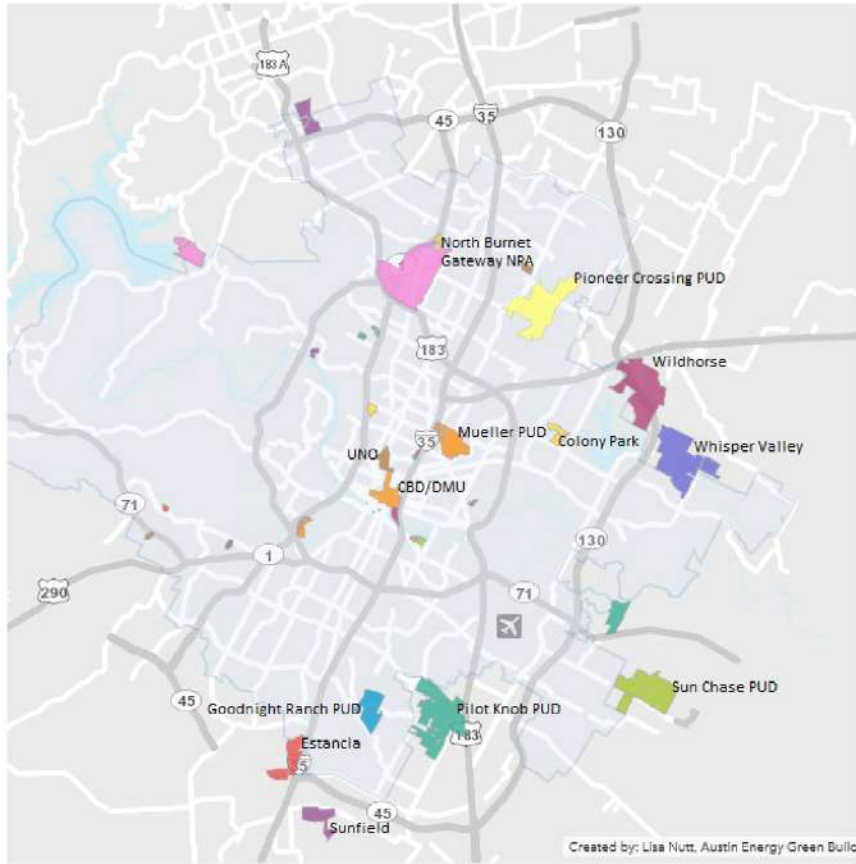 183A
45
35
130
North Burnet
Gateway NPA
Pioneer Crossing PUD
183
Wildhorse
Mueller PUD
35
Colony Park
Whisper Valley
UNO
CBD/DMU
71
130
1
290
71
Sun Chase PUD
45
Goodnight Ranch PUD
Pilot Knob PUD
183
Estancia
35
45
Sunfield
Created by: Lisa Nutt, Austin Energy Green Build